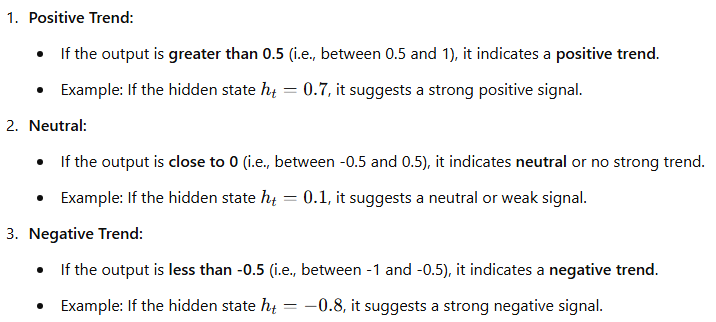 1. Positive Trend:
• If the output is greater than 0.5 (i.e., between 0.5 and 1), it indicates a positive trend.
• Example: If the hidden state hₜ = 0.7, it suggests a strong positive signal.
2. Neutral:
• If the output is close to 0 (i.e., between -0.5 and 0.5), it indicates neutral or no strong trend.
• Example: If the hidden state hₜ = 0.1, it suggests a neutral or weak signal.
3. Negative Trend:
• If the output is less than -0.5 (i.e., between -1 and -0.5), it indicates a negative trend.
• Example: If the hidden state hₜ = −0.8, it suggests a strong negative signal.